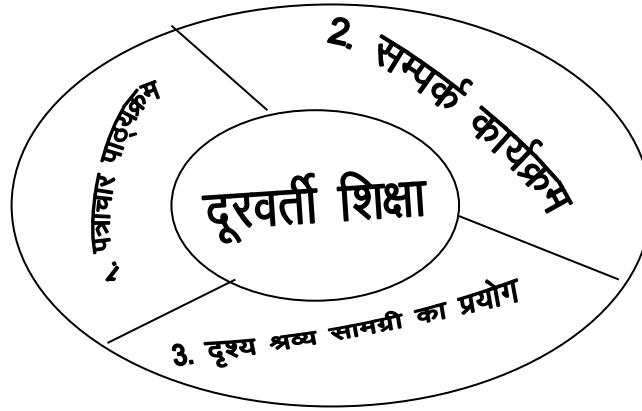 दूरवर्ती शिक्षा
1. पत्राचार पाठ्यक्रम
2. सम्पर्क कार्यक्रम
3. दृश्य श्रव्य सामग्री का प्रयोग